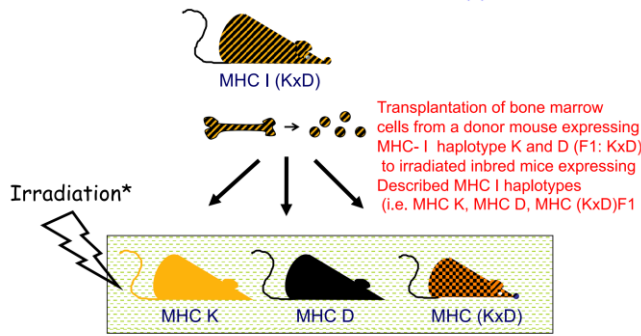 MHC I (KxD)
Transplantation of bone marrow
cells from a donor mouse expressing
MHC- I haplotype K and D (F1: KxD)
to irradiated inbred mice expressing
Described MHC I haplotypes
(i.e. MHC K, MHC D, MHC (KxD)F1
Irradiation*
MHC K
MHC D
MHC (KxD)